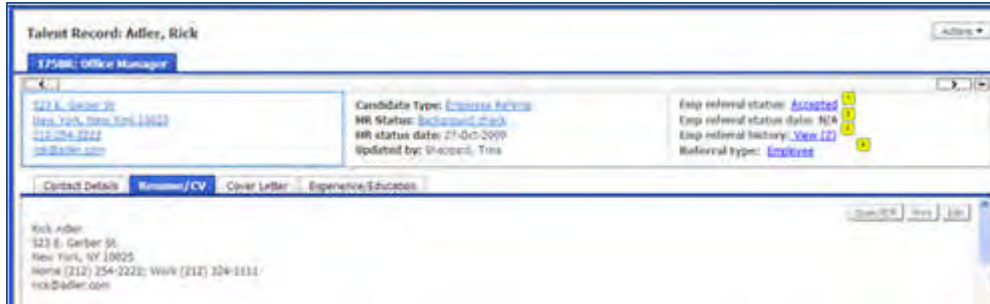 Talent Record: Adler, Rick
Actions
175BR: Office Manager
523 E. Gerber St
New York, New York 10025
212-254-2222
rick@adler.com
Candidate Type: Employee Referral
HR Status: Background check
HR status date: 27-Oct-2009
Updated by: Sheppard, Tina
Emp referral status: Accepted
Emp referral status date: N/A
Emp referral history: View (2)
Referral type: Employee
Contact Details Resume/CV Cover Letter Experience/Education
Print Edit
Rick Adler
523 E. Gerber St.
New York, NY 10025
Home (212) 254-2222; Work (212) 324-1111
rick@adler.com